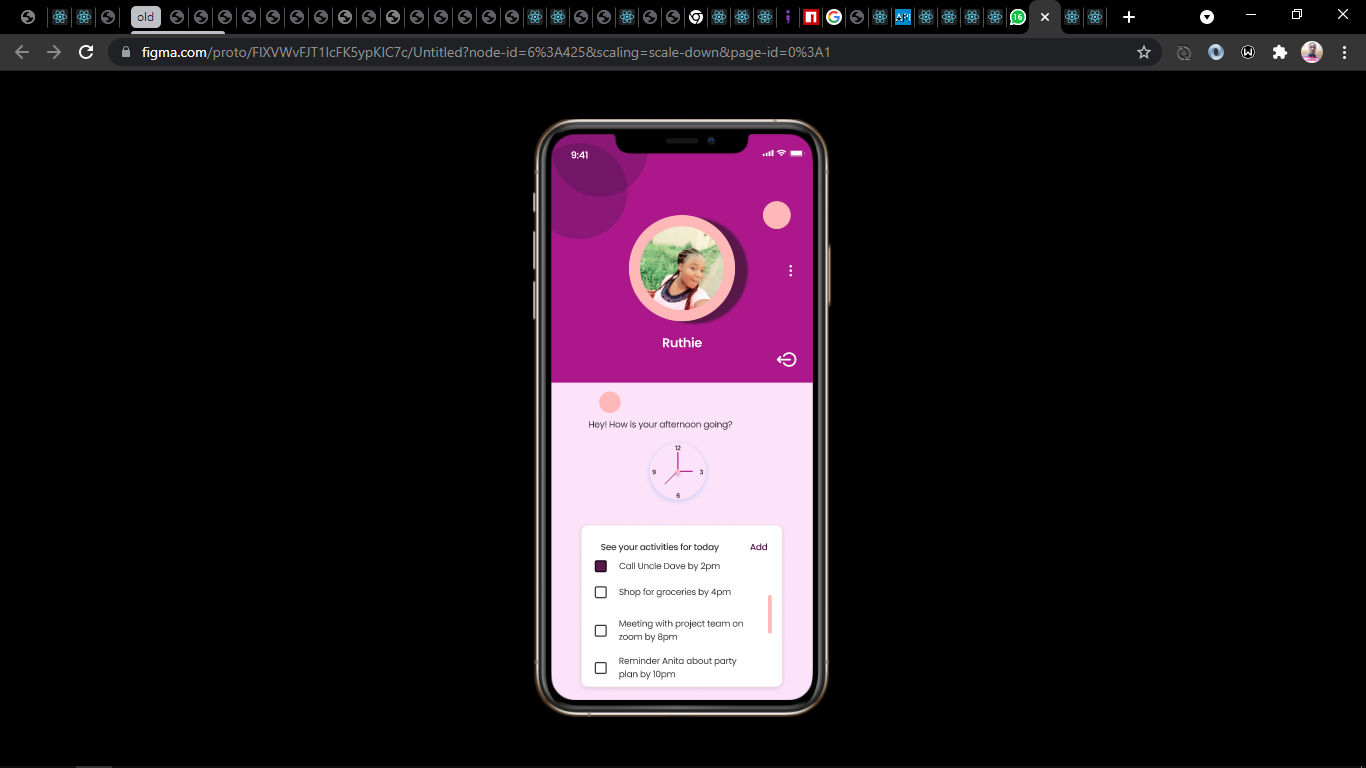 old
API
16
figma.com/proto/FIXVWvFJT1IcFK5ypKIC7c/Untitled?node-id=6%3A425&scaling=scale-down&page-id=0%3A1
9:41
Ruthie
Hey! How is your afternoon going?
12
9 3
6
See your activities for today Add
Call Uncle Dave by 2pm
Shop for groceries by 4pm
Meeting with project team on
zoom by 8pm
Reminder Anita about party
plan by 10pm